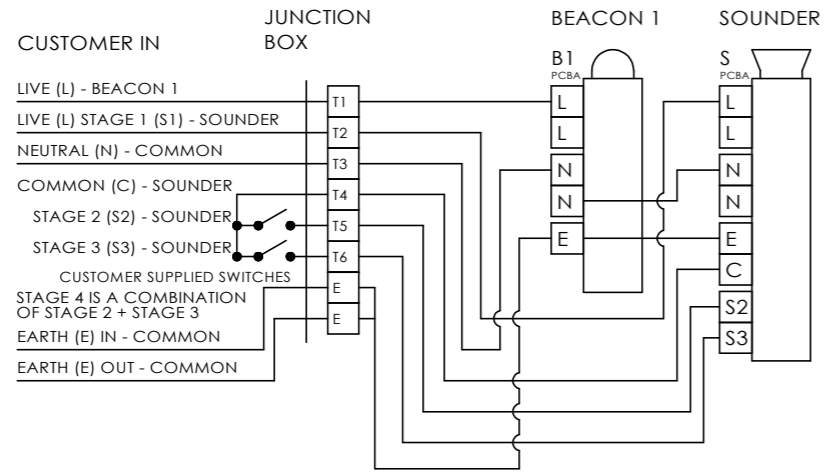 JUNCTION
BOX
BEACON 1
SOUNDER
CUSTOMER IN
B1
PCBA
S
PCBA
LIVE (L) - BEACON 1
LIVE (L) STAGE 1 (S1) - SOUNDER
NEUTRAL (N) - COMMON
COMMON (C) - SOUNDER
STAGE 2 (S2) - SOUNDER
STAGE 3 (S3) - SOUNDER
CUSTOMER SUPPLIED SWITCHES
STAGE 4 IS A COMBINATION
OF STAGE 2 + STAGE 3
EARTH (E) IN - COMMON
EARTH (E) OUT - COMMON
T1
T2
T3
T4
T5
T6
E
E
L
L
N
N
E
L
L
N
N
E
C
S2
S3